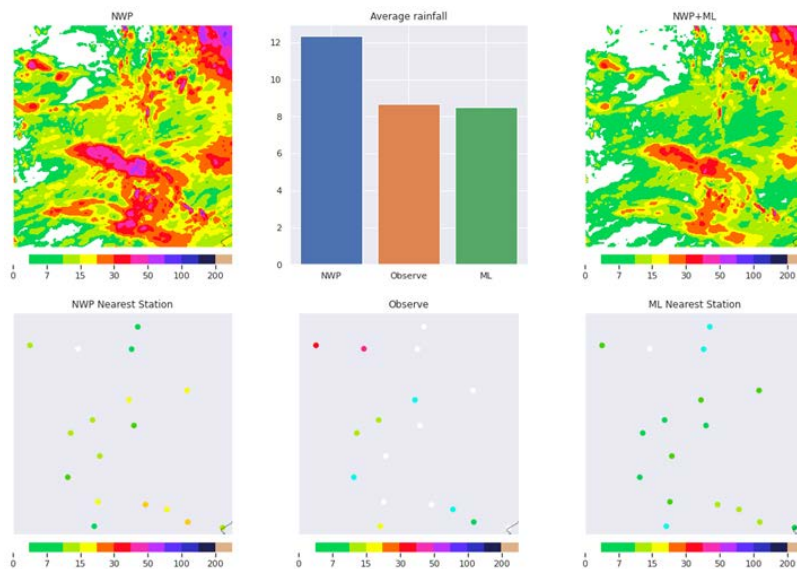 NWP
Average rainfall
NWP+ML
12
10
8
6
4
2
0
NWP Observe ML
0 7 15 30 50 100 200
0 7 15 30 50 100 200
NWP Nearest Station
Observe
ML Nearest Station
0 7 15 30 50 100 200
0 7 15 30 50 100 200
0 7 15 30 50 100 200